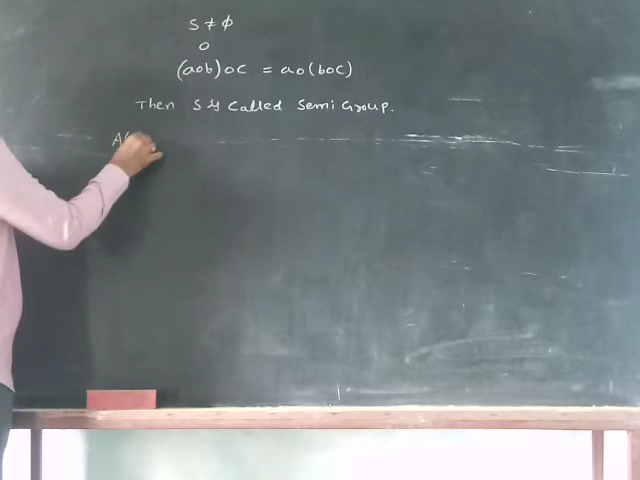 S ≠ φ
o
(aob)oc = ao(boc)
Then S is Called Semi Group.